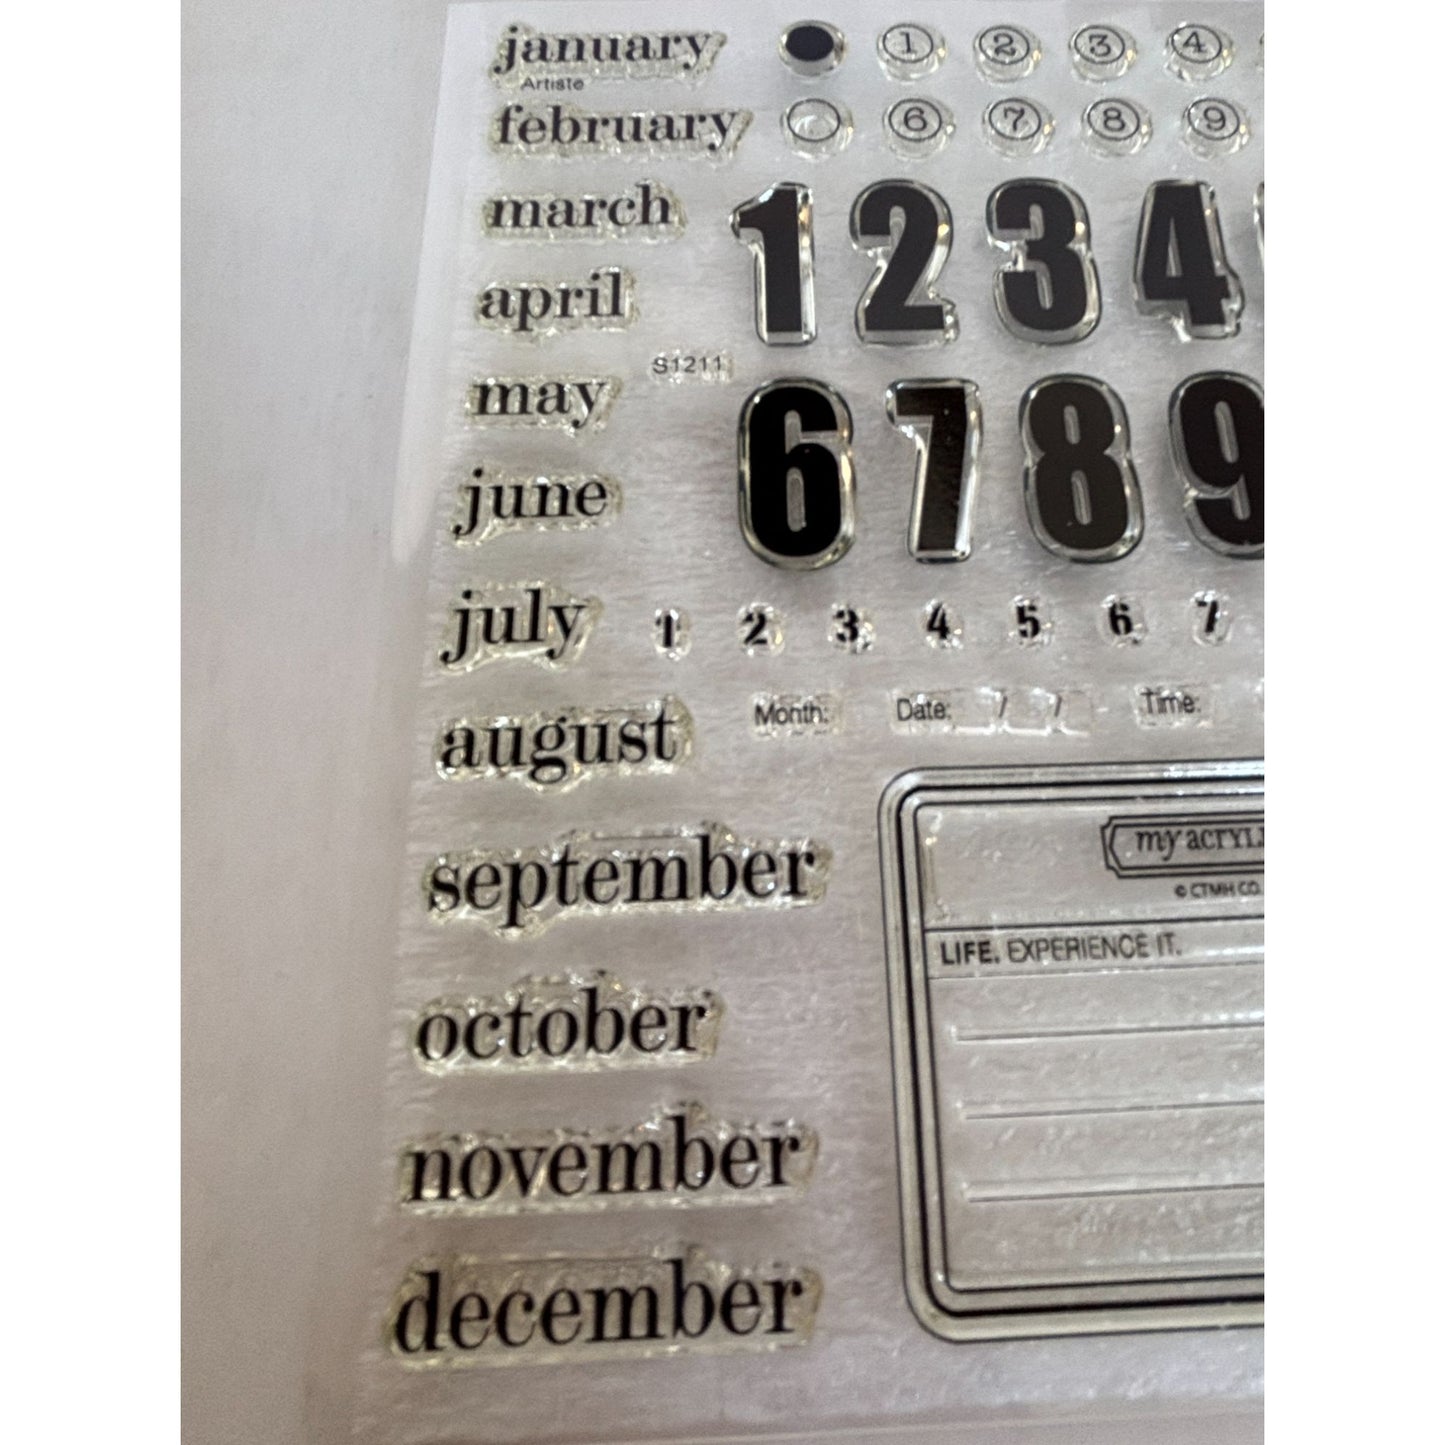 january 1 2 3 4
Artiste
february 6 7 8 9
march 1 2 3 4
april
S1211
may 6 7 8 9
june
july 1 2 3 4 5 6 7
august Month: Date: / / Time:
my acryli
© CTMH CO.
september
LIFE. EXPERIENCE IT.
october
november
december